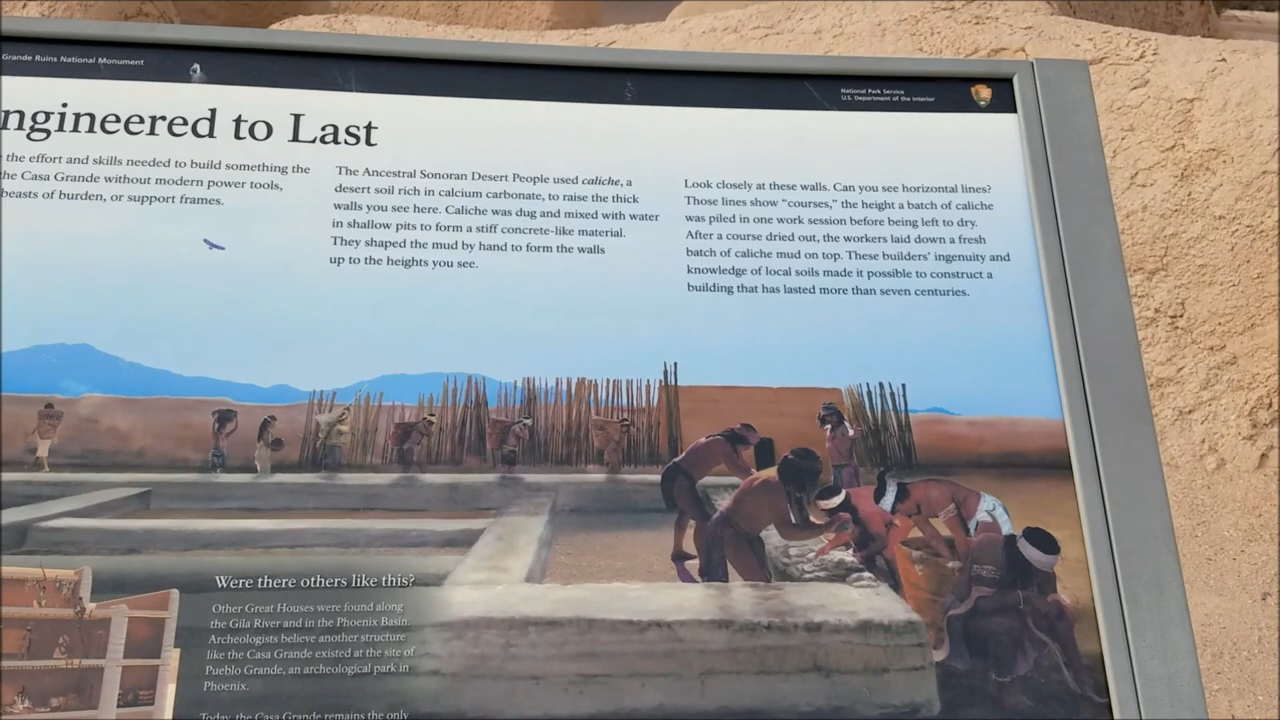 Grande Ruins National Monument
National Park Service
U.S. Department of the Interior
ngineered to Last
the effort and skills needed to build something the
the Casa Grande without modern power tools,
beasts of burden, or support frames.
The Ancestral Sonoran Desert People used caliche, a
desert soil rich in calcium carbonate, to raise the thick
walls you see here. Caliche was dug and mixed with water
in shallow pits to form a stiff concrete-like material.
They shaped the mud by hand to form the walls
up to the heights you see.
Look closely at these walls. Can you see horizontal lines?
Those lines show “courses,” the height a batch of caliche
was piled in one work session before being left to dry.
After a course dried out, the workers laid down a fresh
batch of caliche mud on top. These builders’ ingenuity and
knowledge of local soils made it possible to construct a
building that has lasted more than seven centuries.
Were there others like this?
Other Great Houses were found along
the Gila River and in the Phoenix Basin.
Archeologists believe another structure
like the Casa Grande existed at the site of
Pueblo Grande, an archeological park in
Phoenix.
Today, the Casa Grande remains the only